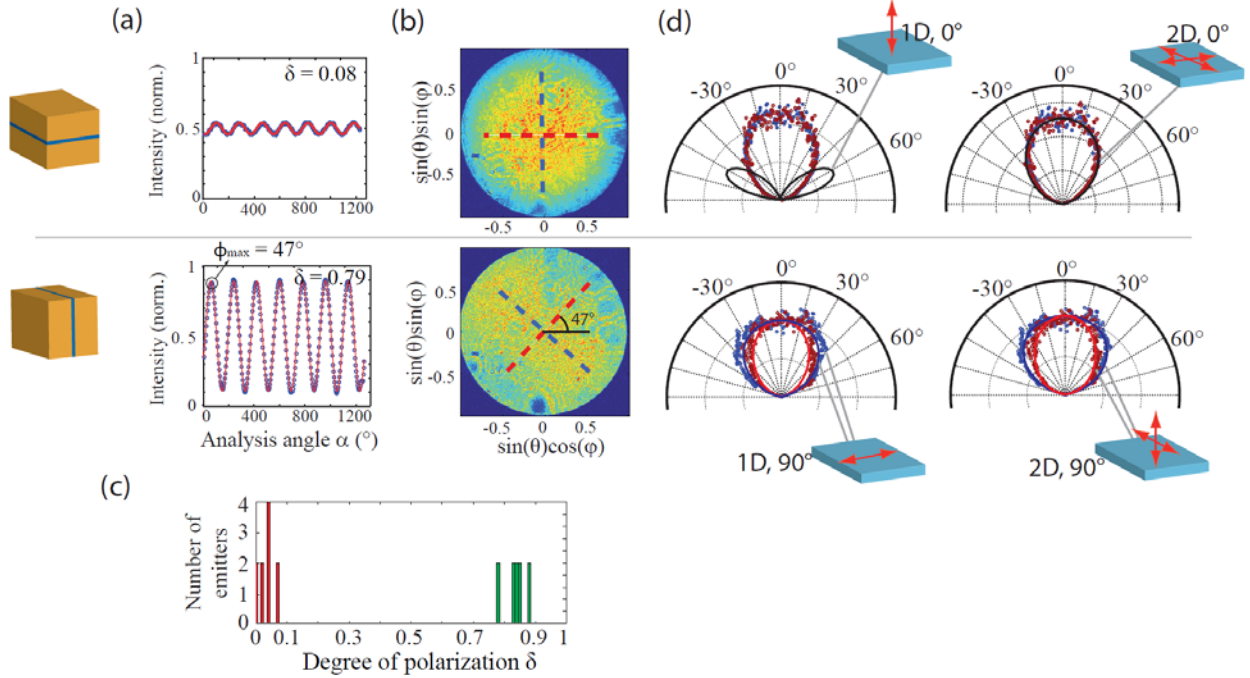 (a)
(b)
(d)
1D, 0°
2D, 0°
Intensity (norm.)
1
0.5
0
δ = 0.08
0 400 800 1200
sin(θ)sin(φ)
0.5
0
-0.5
-0.5 0 0.5
-30° 0° 30° 60°
-30° 0° 30° 60°
ϕmax = 47°
δ = 0.79
Intensity (norm.)
1
0.5
0
0 400 800 1200
Analysis angle α (°)
sin(θ)sin(φ)
0.5
0
-0.5
47°
-0.5 0 0.5
sin(θ)cos(φ)
-30° 0° 30° 60°
-30° 0° 30° 60°
1D, 90°
2D, 90°
(c)
Number of
emitters
4
3
2
1
0
0 0.1 0.3 0.5 0.7 0.9 1
Degree of polarization δ